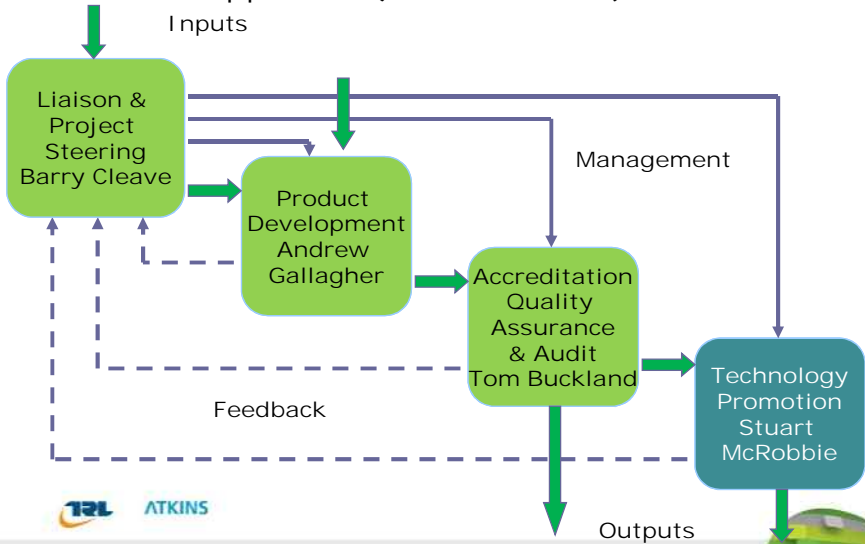 Inputs
Liaison &
Project
Steering
Barry Cleave
Management
Product
Development
Andrew
Gallagher
Accreditation
Quality
Assurance
& Audit
Tom Buckland
Technology
Promotion
Stuart
McRobbie
Feedback
TRL
ATKINS
Outputs